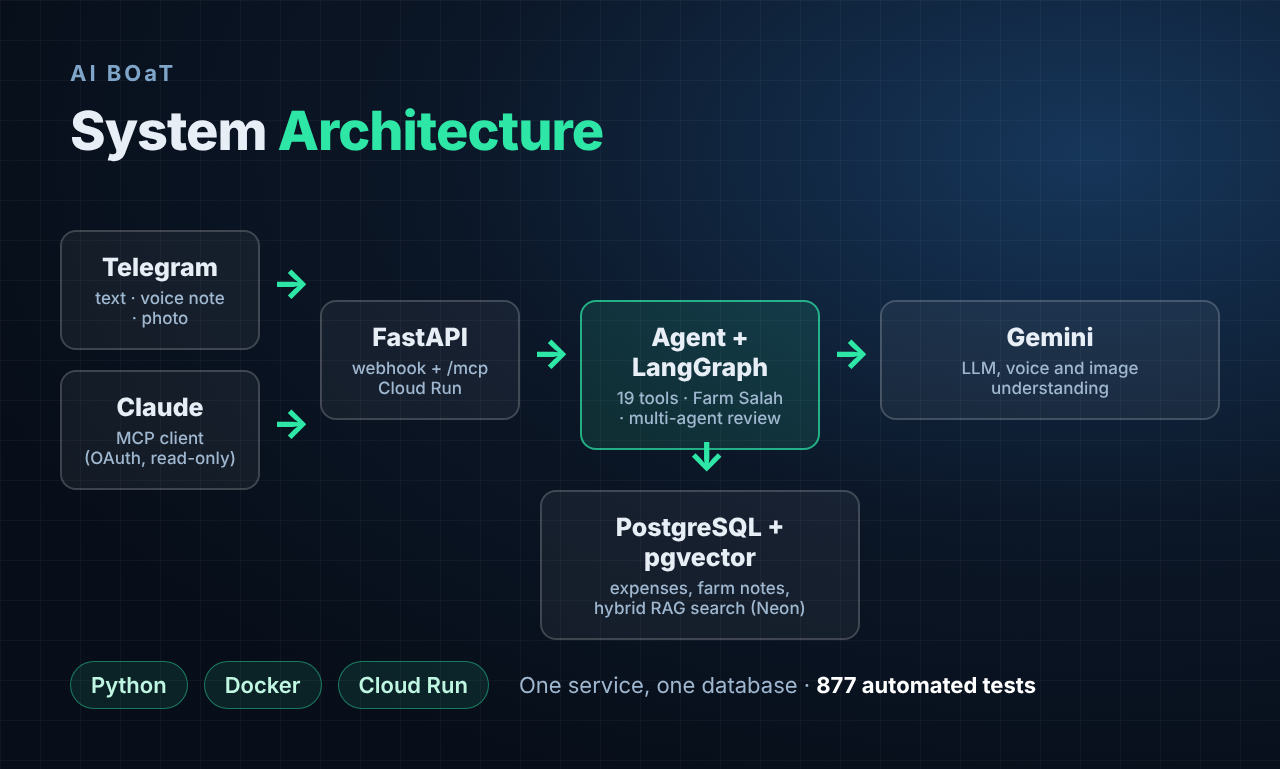 AI BOaT
System Architecture
Telegram
text · voice note
· photo
Claude
MCP client
(OAuth, read-only)
FastAPI
webhook + /mcp
Cloud Run
Agent +
LangGraph
19 tools · Farm Salah
· multi-agent review
Gemini
LLM, voice and image
understanding
PostgreSQL +
pgvector
expenses, farm notes,
hybrid RAG search (Neon)
Python
Docker
Cloud Run
One service, one database · 877 automated tests